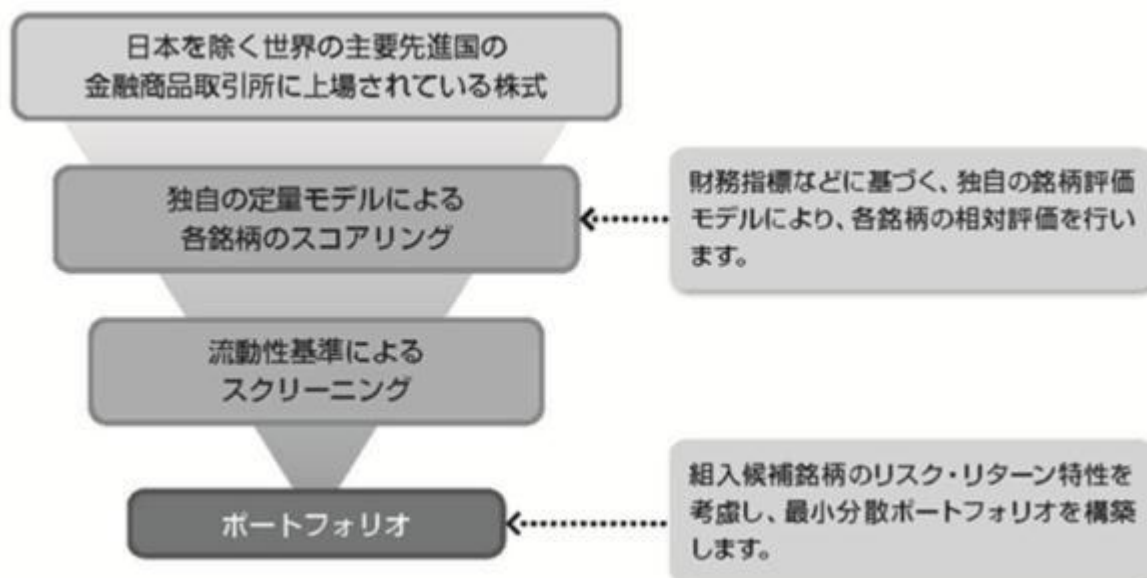 日本を除く世界の主要先進国の
金融商品取引所に上場されている株式
独自の定量モデルによる
各銘柄のスコアリング
財務指標などに基づく、独自の銘柄評価
モデルにより、各銘柄の相対評価を行い
ます。
流動性基準による
スクリーニング
ポートフォリオ
組入候補銘柄のリスク・リターン特性を
考慮し、最小分散ポートフォリオを構築
します。